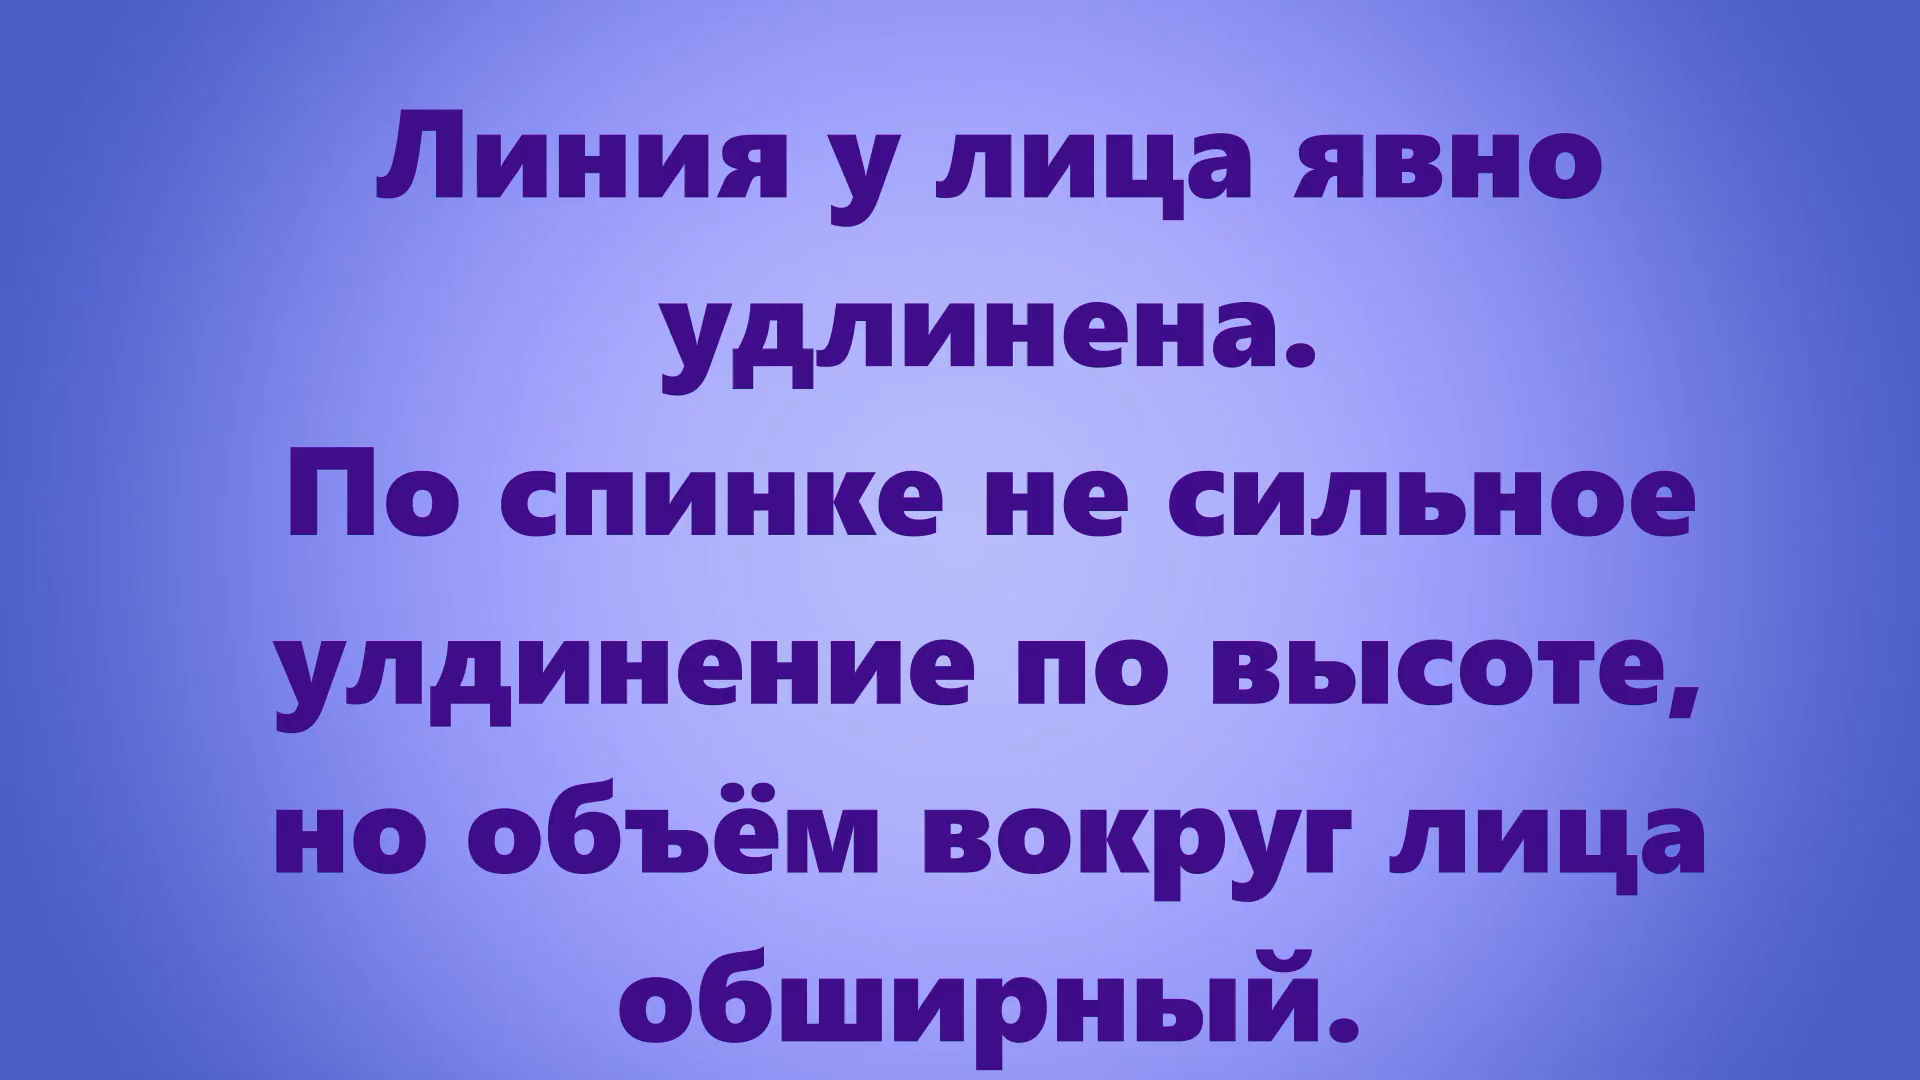 Линия у лица явно
удлинена.
По спинке не сильное
улдинение по высоте,
но объём вокруг лица
обширный.